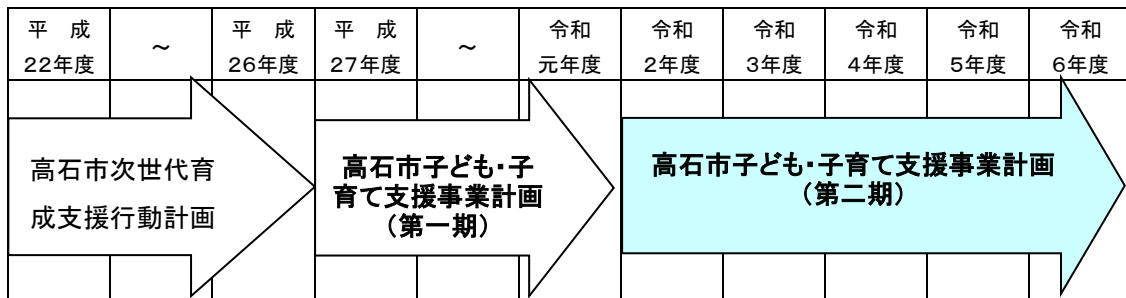 平 成 ～ 平 成 平 成 ～ 令和 令和 令和 令和 令和 令和
22年度 26年度 27年度 元年度 2年度 3年度 4年度 5年度 6年度
高石市次世代育
成支援行動計画
高石市子ども・子
育て支援事業計画
（第一期）
高石市子ども・子育て支援事業計画
（第二期）